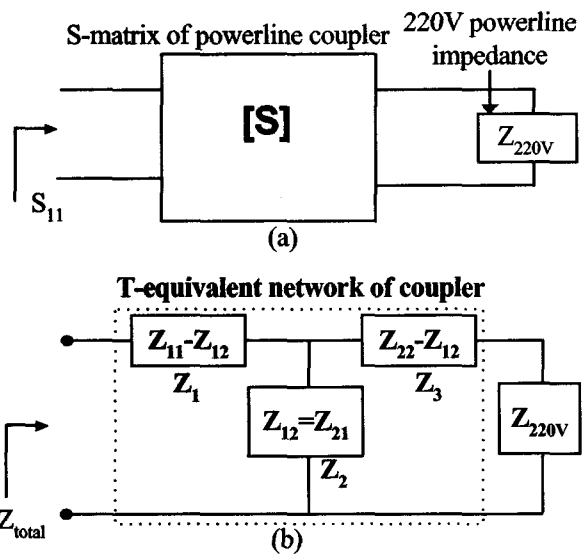 220V powerline
S-matrix of powerline coupler
impedance
[S]
Z220V
S11
(a)
T-equivalent network of coupler
Z11-Z12
Z22-Z12
Z1
Z3
Z12=Z21
Z220V
Z2
Ztotal
(b)